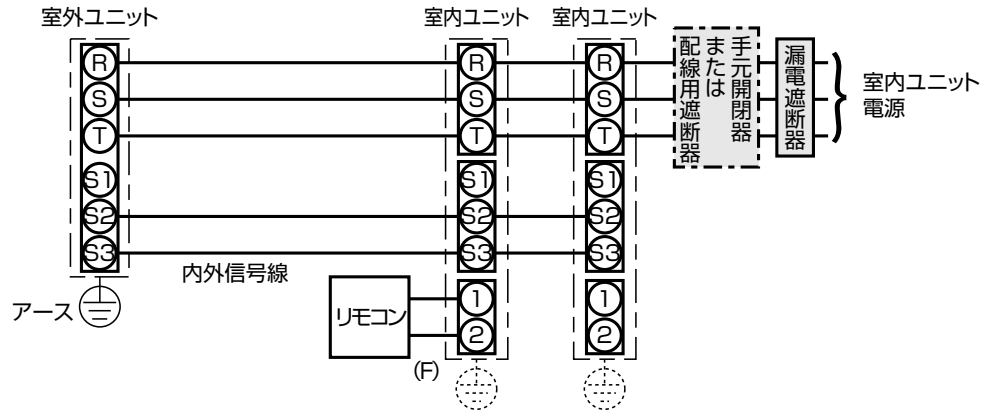 室外ユニット
室内ユニット
室内ユニット
R
S
T
S1
S2
S3
R
S
T
S1
S2
S3
1
2
R
S
T
S1
S2
S3
1
2
手元開閉器
または
配線用遮断器
漏電遮断器
室内ユニット
電源
内外信号線
アース
リモコン
(F)